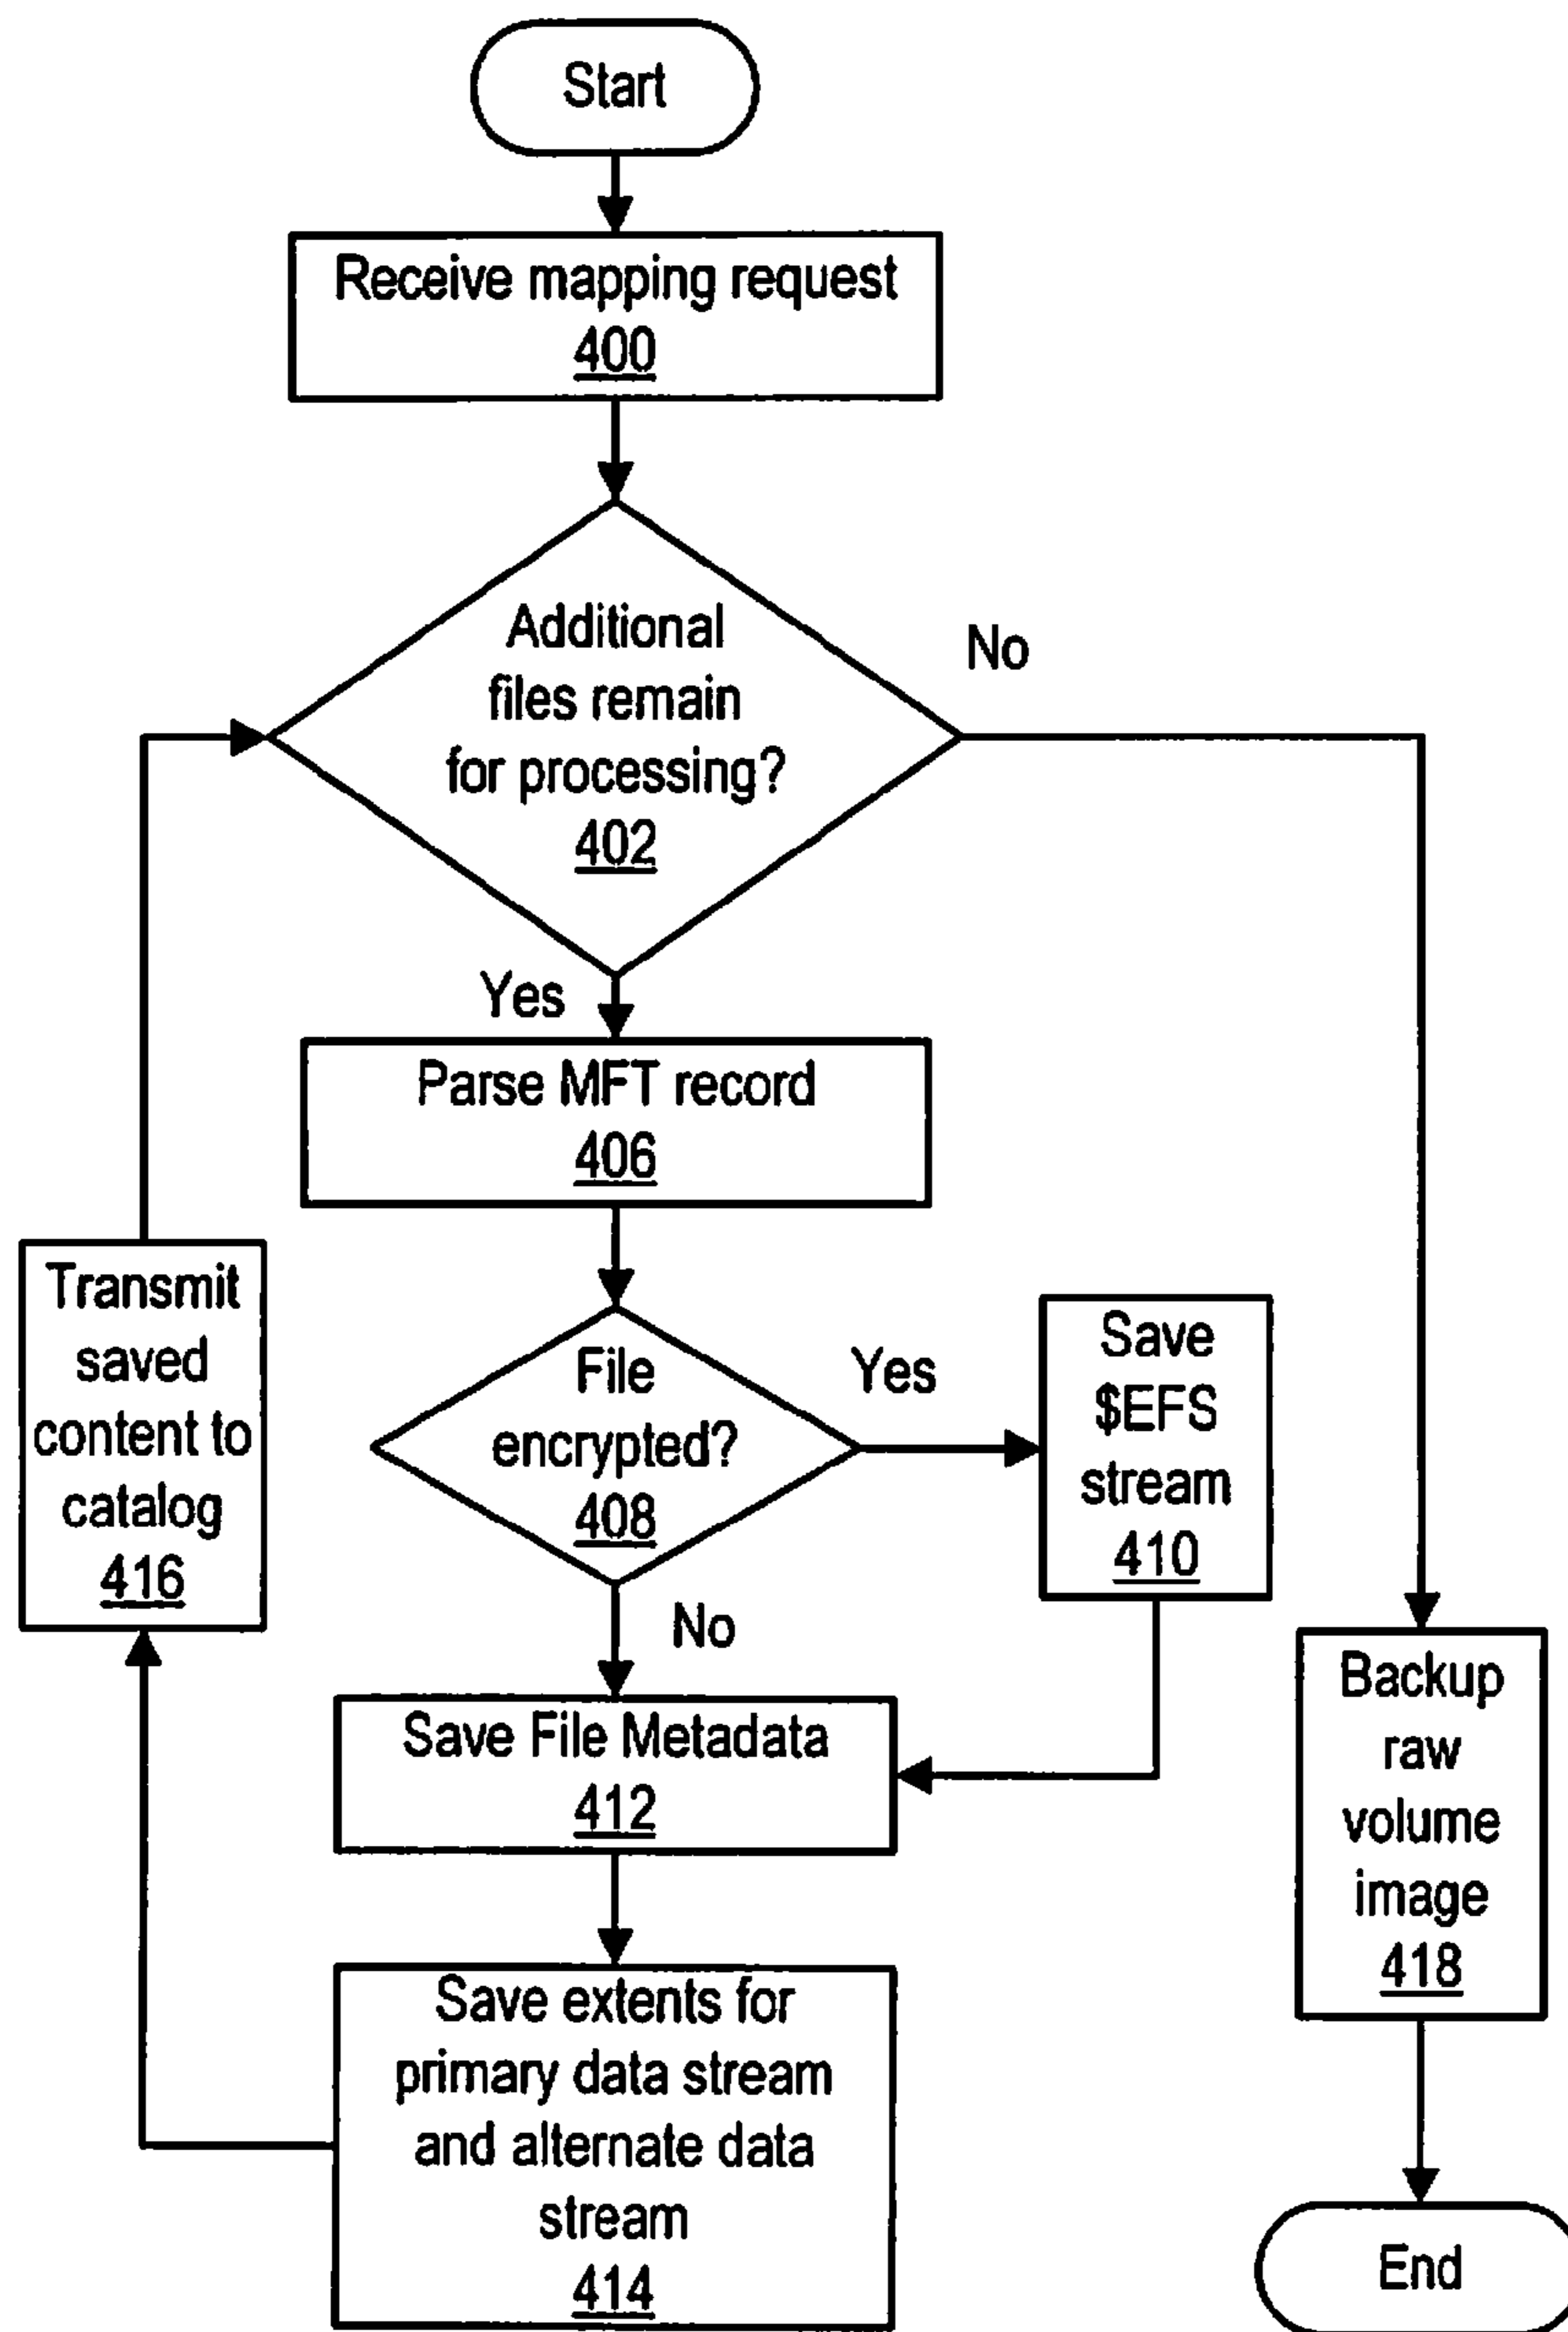 Start
Receive mapping request
400
Additional
files remain
for processing?
402
No
Yes
Parse MFT record
406
Transmit
saved
content to
catalog
416
File
encrypted?
408
Yes
Save
$EFS
stream
410
No
Save File Metadata
412
Backup
raw
volume
image
418
Save extents for
primary data stream
and alternate data
stream
414
End